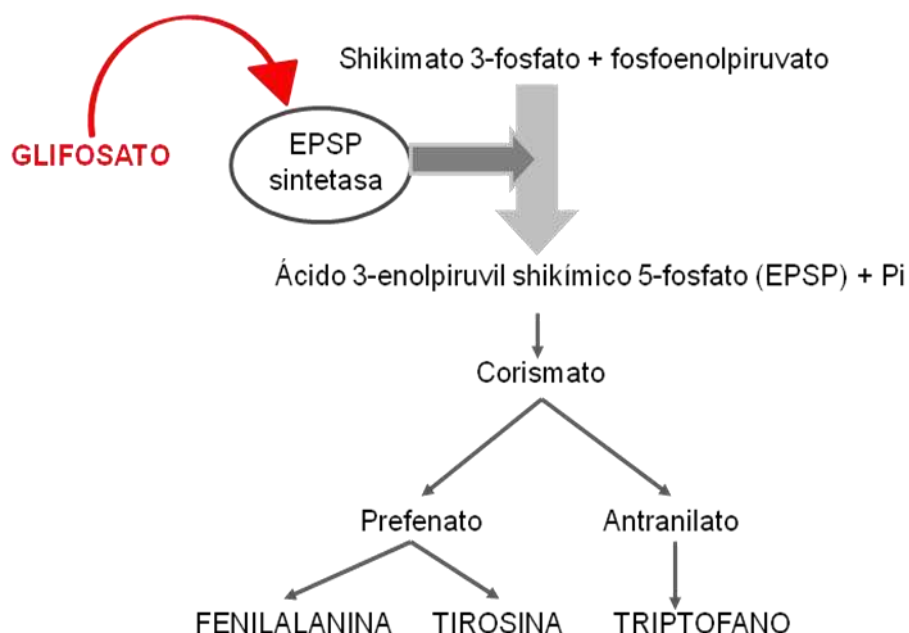 Shikimato 3-fosfato + fosfoenolpiruvato
GLIFOSATO
EPSP
sintetasa
Ácido 3-enolpiruvil shikímico 5-fosfato (EPSP) + Pi
Corismato
Prefenato
Antranilato
FENILALANINA
TIROSINA
TRIPTOFANO